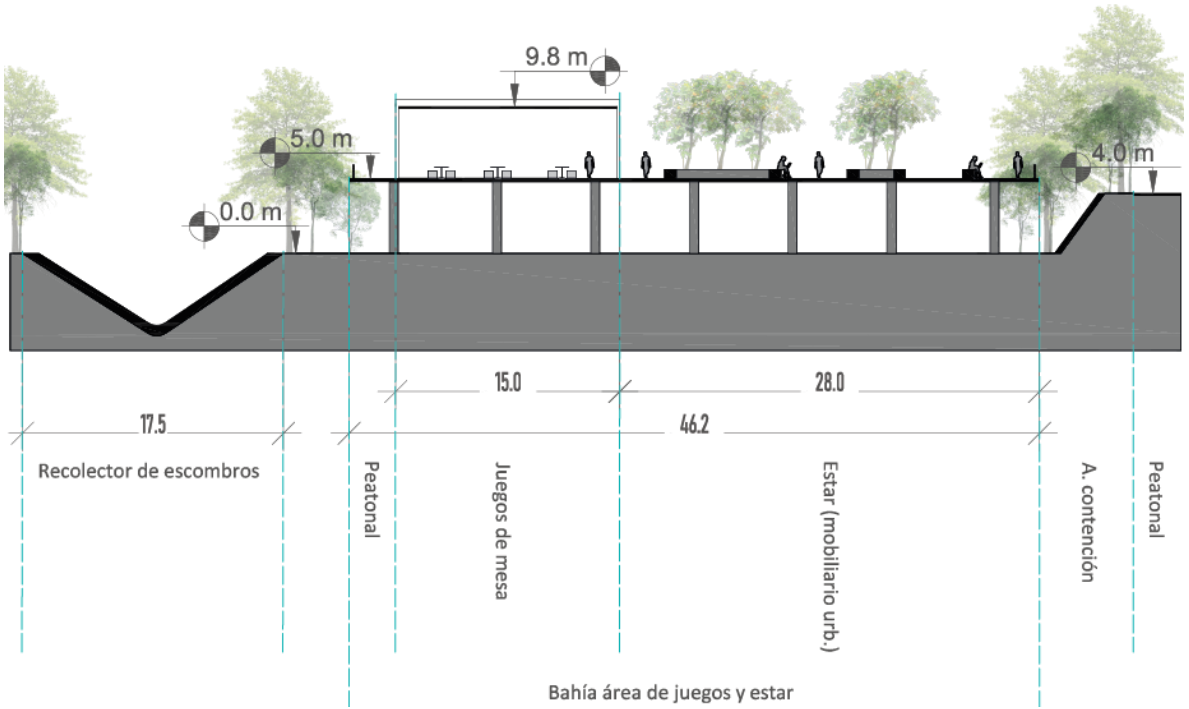 9.8 m
5.0 m
4.0 m
0.0 m
15.0
28.0
17.5
46.2
Recolector de escombros
Peatonal
Juegos de mesa
Estar (mobiliario urb.)
A. contención
Peatonal
Bahía área de juegos y estar